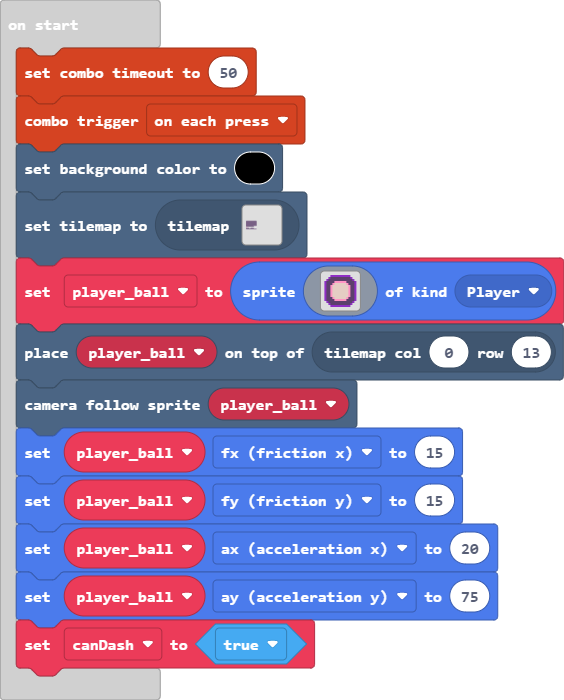 on start
set combo timeout to 50
combo trigger on each press
set background color to
set tilemap to tilemap
set player_ball to sprite of kind Player
place player_ball on top of tilemap col 0 row 13
camera follow sprite player_ball
set player_ball fx (friction x) to 15
set player_ball fy (friction y) to 15
set player_ball ax (acceleration x) to 20
set player_ball ay (acceleration y) to 75
set canDash to true